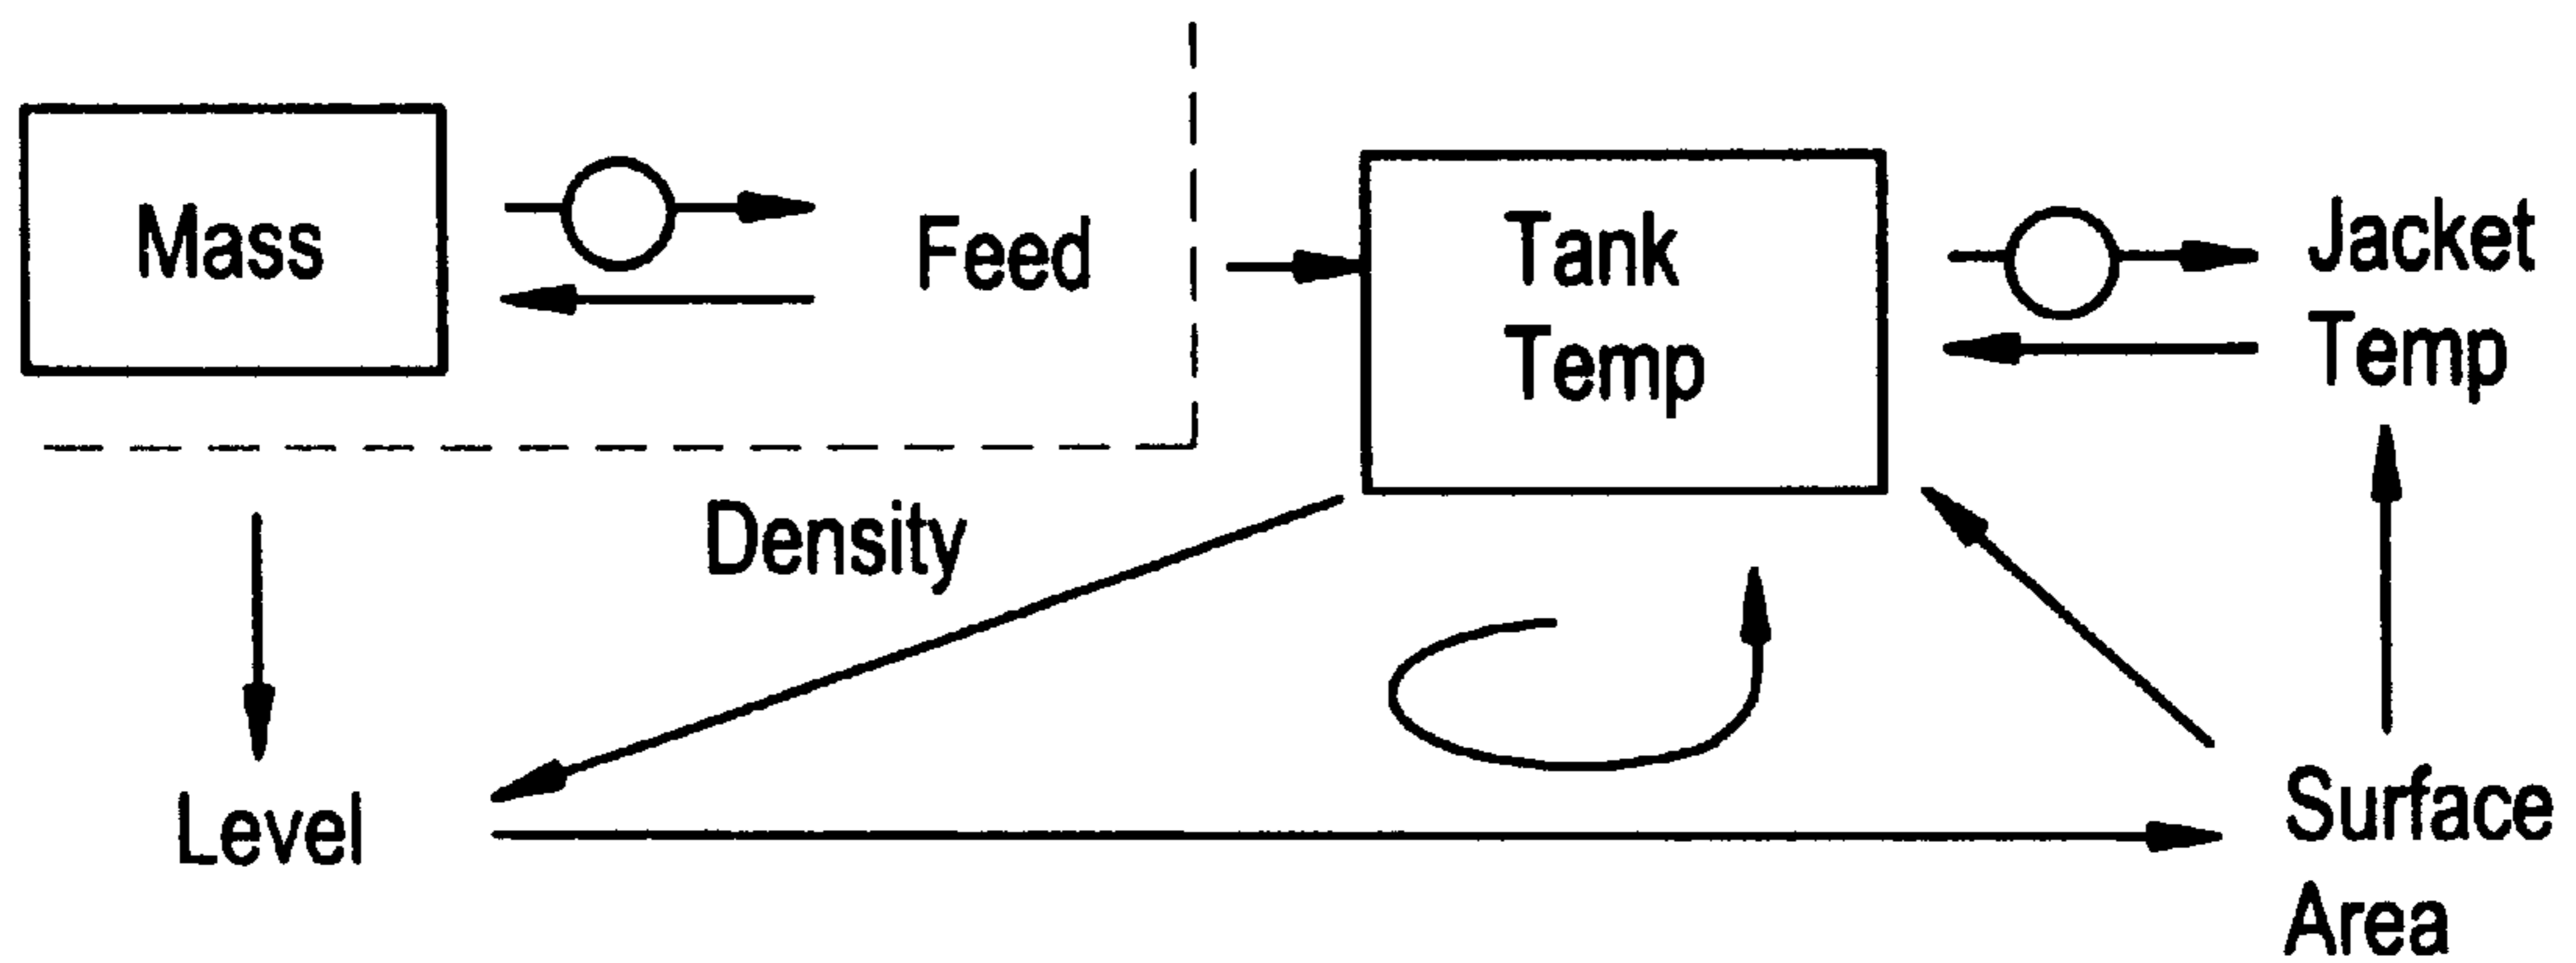 Mass
Feed
Tank
Temp
Jacket
Temp
Density
Level
Surface
Area